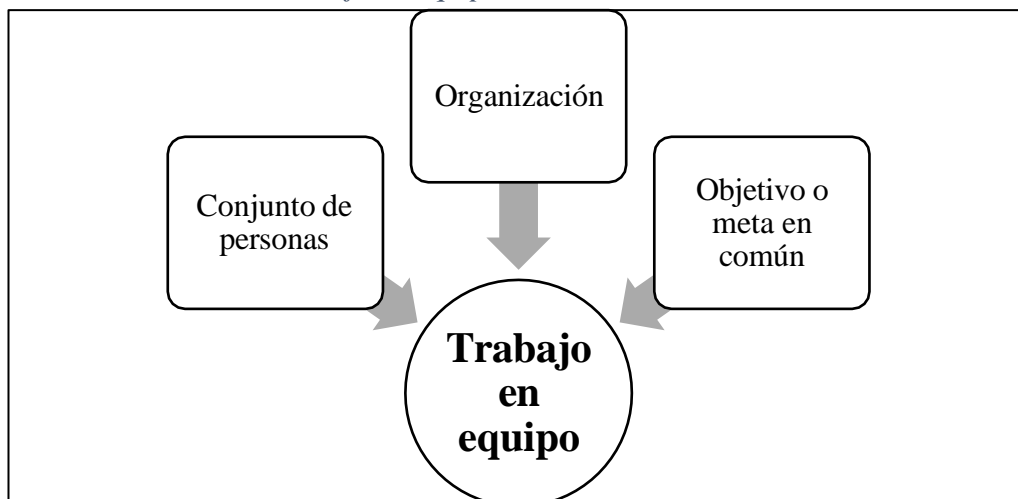 Organización
Conjunto de
personas
Objetivo o
meta en
común
Trabajo
en
equipo